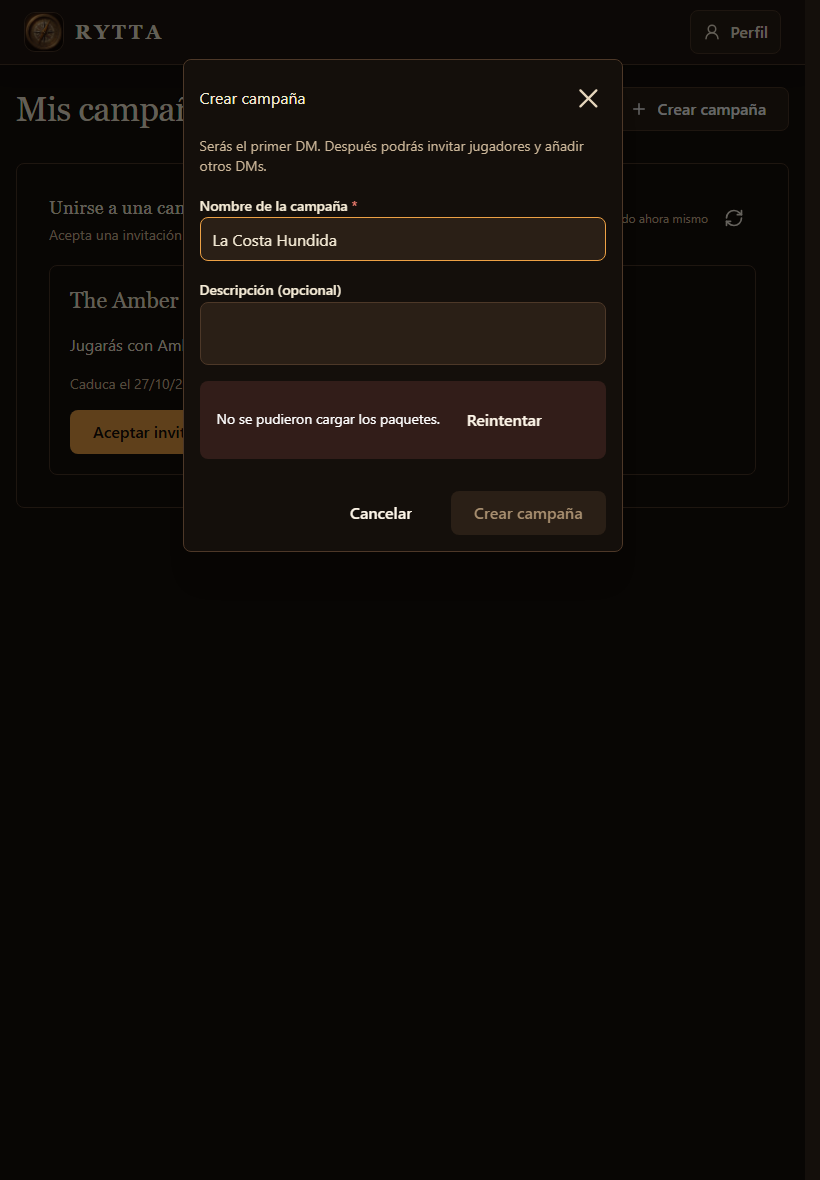 RYTTA
Perfil
Mis campañ
+ Crear campaña
Unirse a una can
Acepta una invitación
do ahora mismo
The Amber
Jugarás con Amb
Caduca el 27/10/2
Aceptar invit
Crear campaña
Serás el primer DM. Después podrás invitar jugadores y añadir
otros DMs.
Nombre de la campaña *
La Costa Hundida
Descripción (opcional)
No se pudieron cargar los paquetes.
Reintentar
Cancelar
Crear campaña